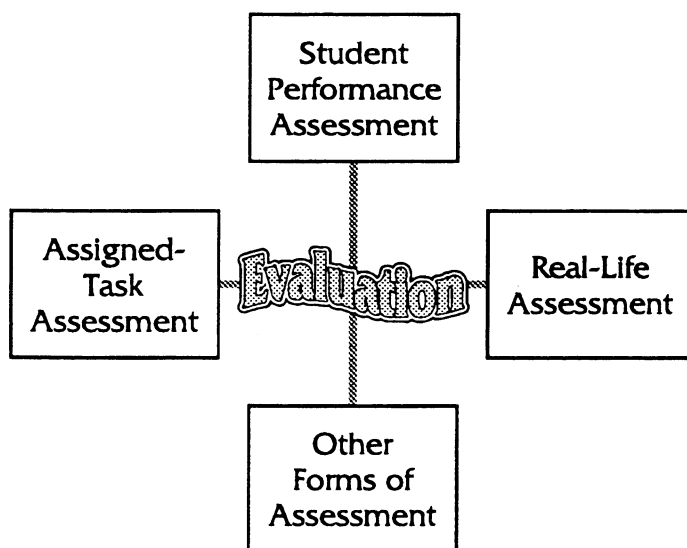 Student
Performance
Assessment
Assigned-
Task
Assessment
Evaluation
Real-Life
Assessment
Other
Forms of
Assessment